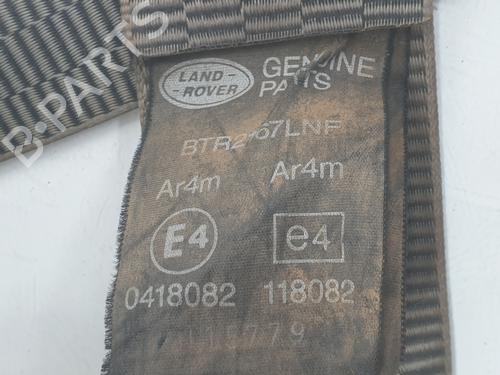 LAND-
ROVER
GENUINE
PARTS
Ar4m Ar4m
E4 e4
0418082 118082
B-PARTS